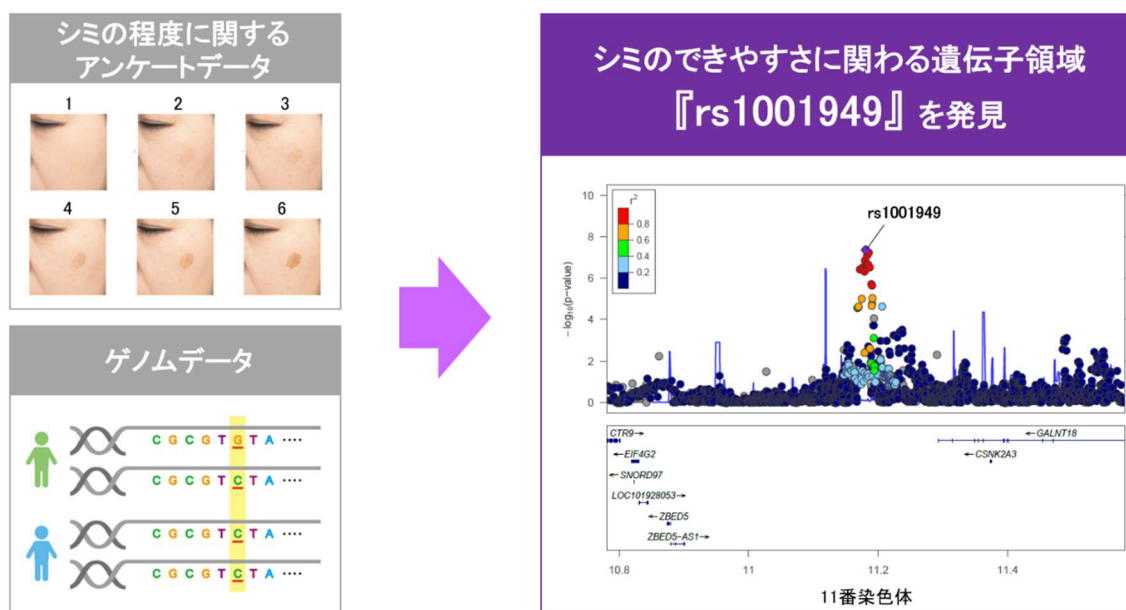 シミの程度に関する
アンケートデータ
1 2 3
4 5 6
ゲノムデータ
C G C G T G T A ····
C G C G T C T A ····
C G C G T C T A ····
C G C G T C T A ····
シミのできやすさに関わる遺伝子領域
『rs1001949』を発見
10
8
6
4
2
0
−log10(p−value)
r2
0.8
0.6
0.4
0.2
rs1001949
CTR9→
←GALNT18
←EIF4G2
←CSNK2A3
←SNORD97
LOC101928053→
←ZBED5
ZBED5−AS1→
10.8 11 11.2 11.4
11番染色体